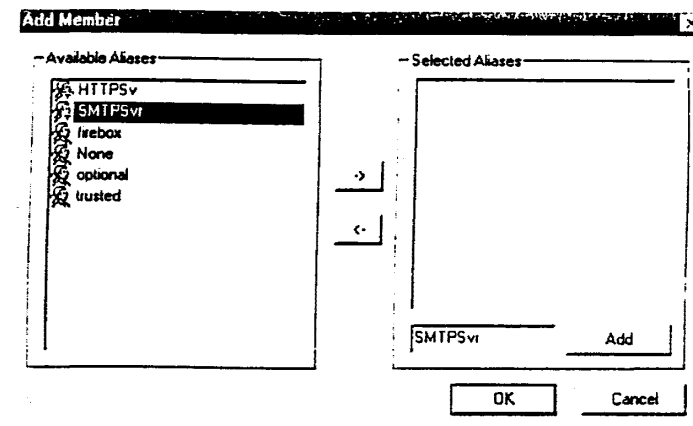 Add Member
Available Aliases
HTTPSv
SMTPSvr
firebox
None
optional
trusted
->
<-
Selected Aliases
SMTPSvr
Add
OK
Cancel